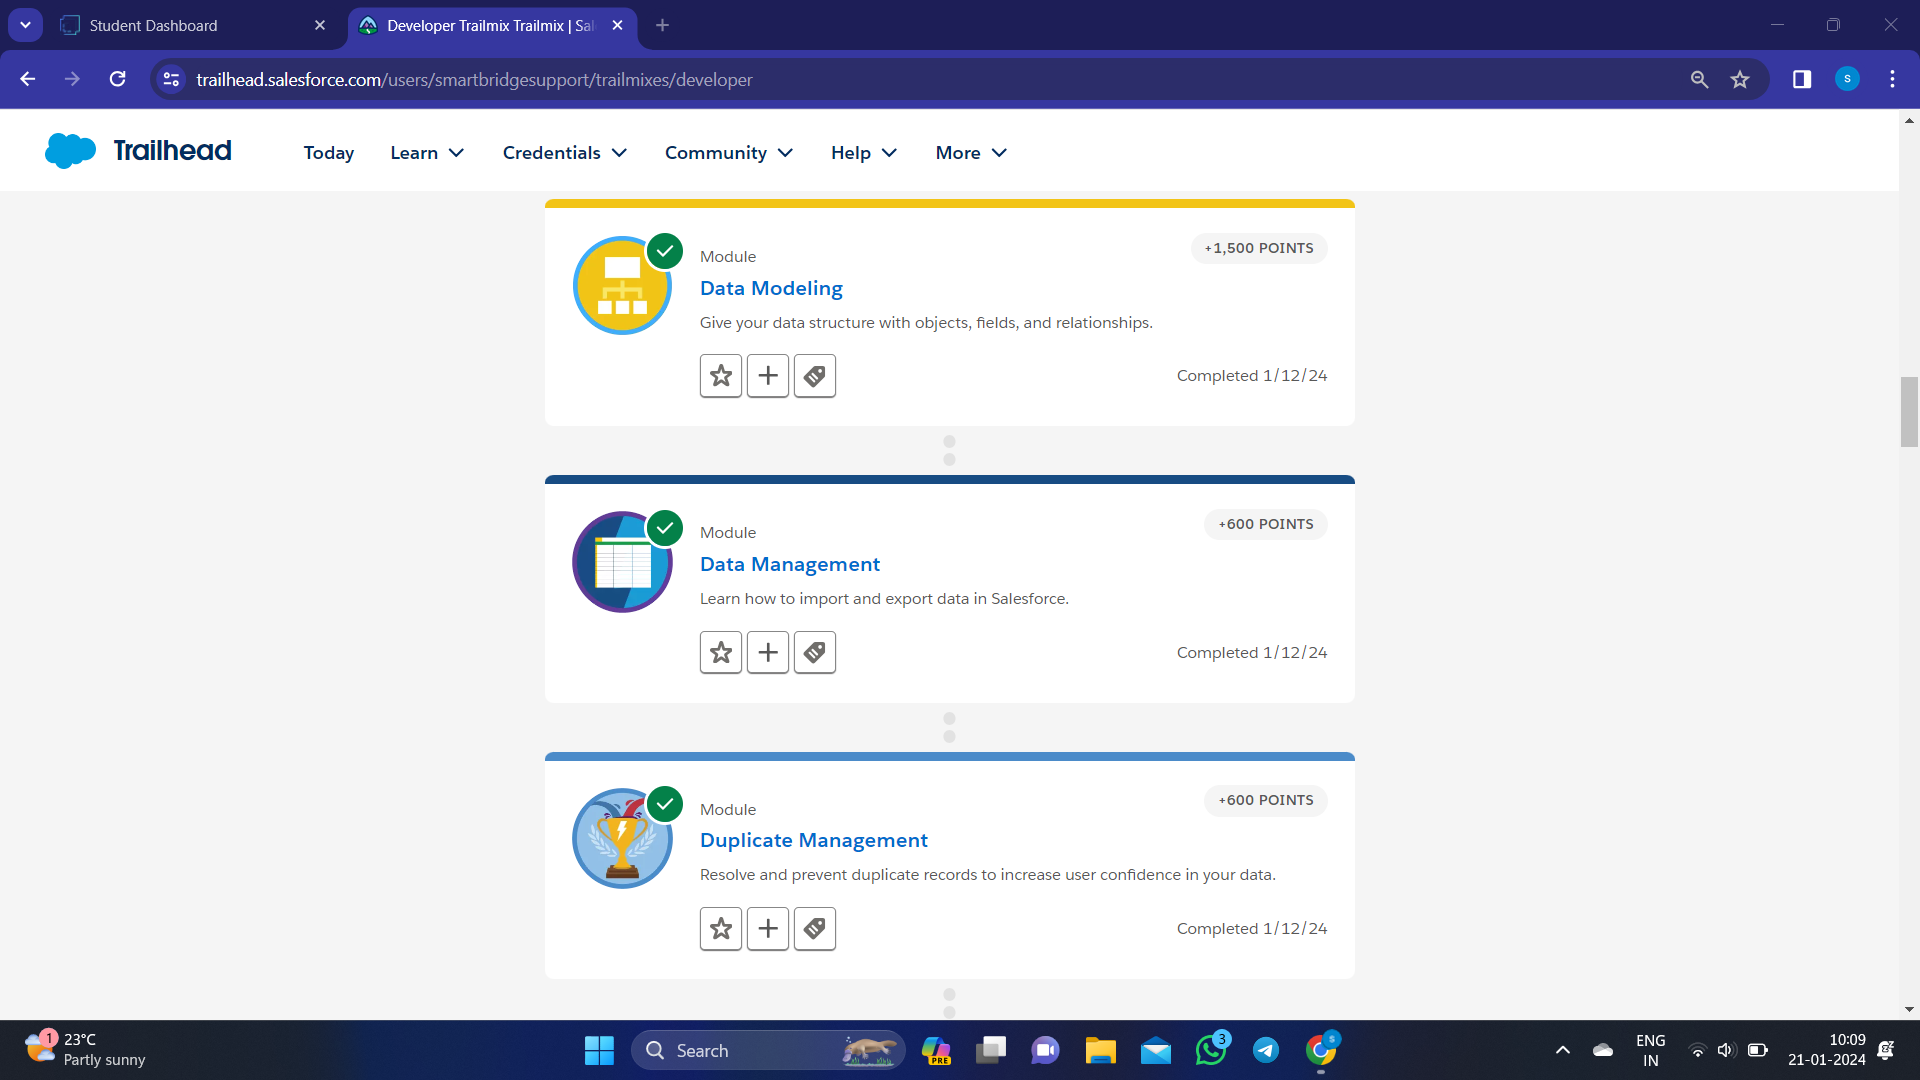 Student Dashboard
Developer Trailmix Trailmix | Sal
trailhead.salesforce.com/users/smartbridgesupport/trailmixes/developer
S
Trailhead
Today
Learn
Credentials
Community
Help
More
Module
+1,500 POINTS
Data Modeling
Give your data structure with objects, fields, and relationships.
Completed 1/12/24
Module
+600 POINTS
Data Management
Learn how to import and export data in Salesforce.
Completed 1/12/24
Module
+600 POINTS
Duplicate Management
Resolve and prevent duplicate records to increase user confidence in your data.
Completed 1/12/24
1
23°C
Partly sunny
Search
PRE
3
S
ENG
IN
10:09
21-01-2024